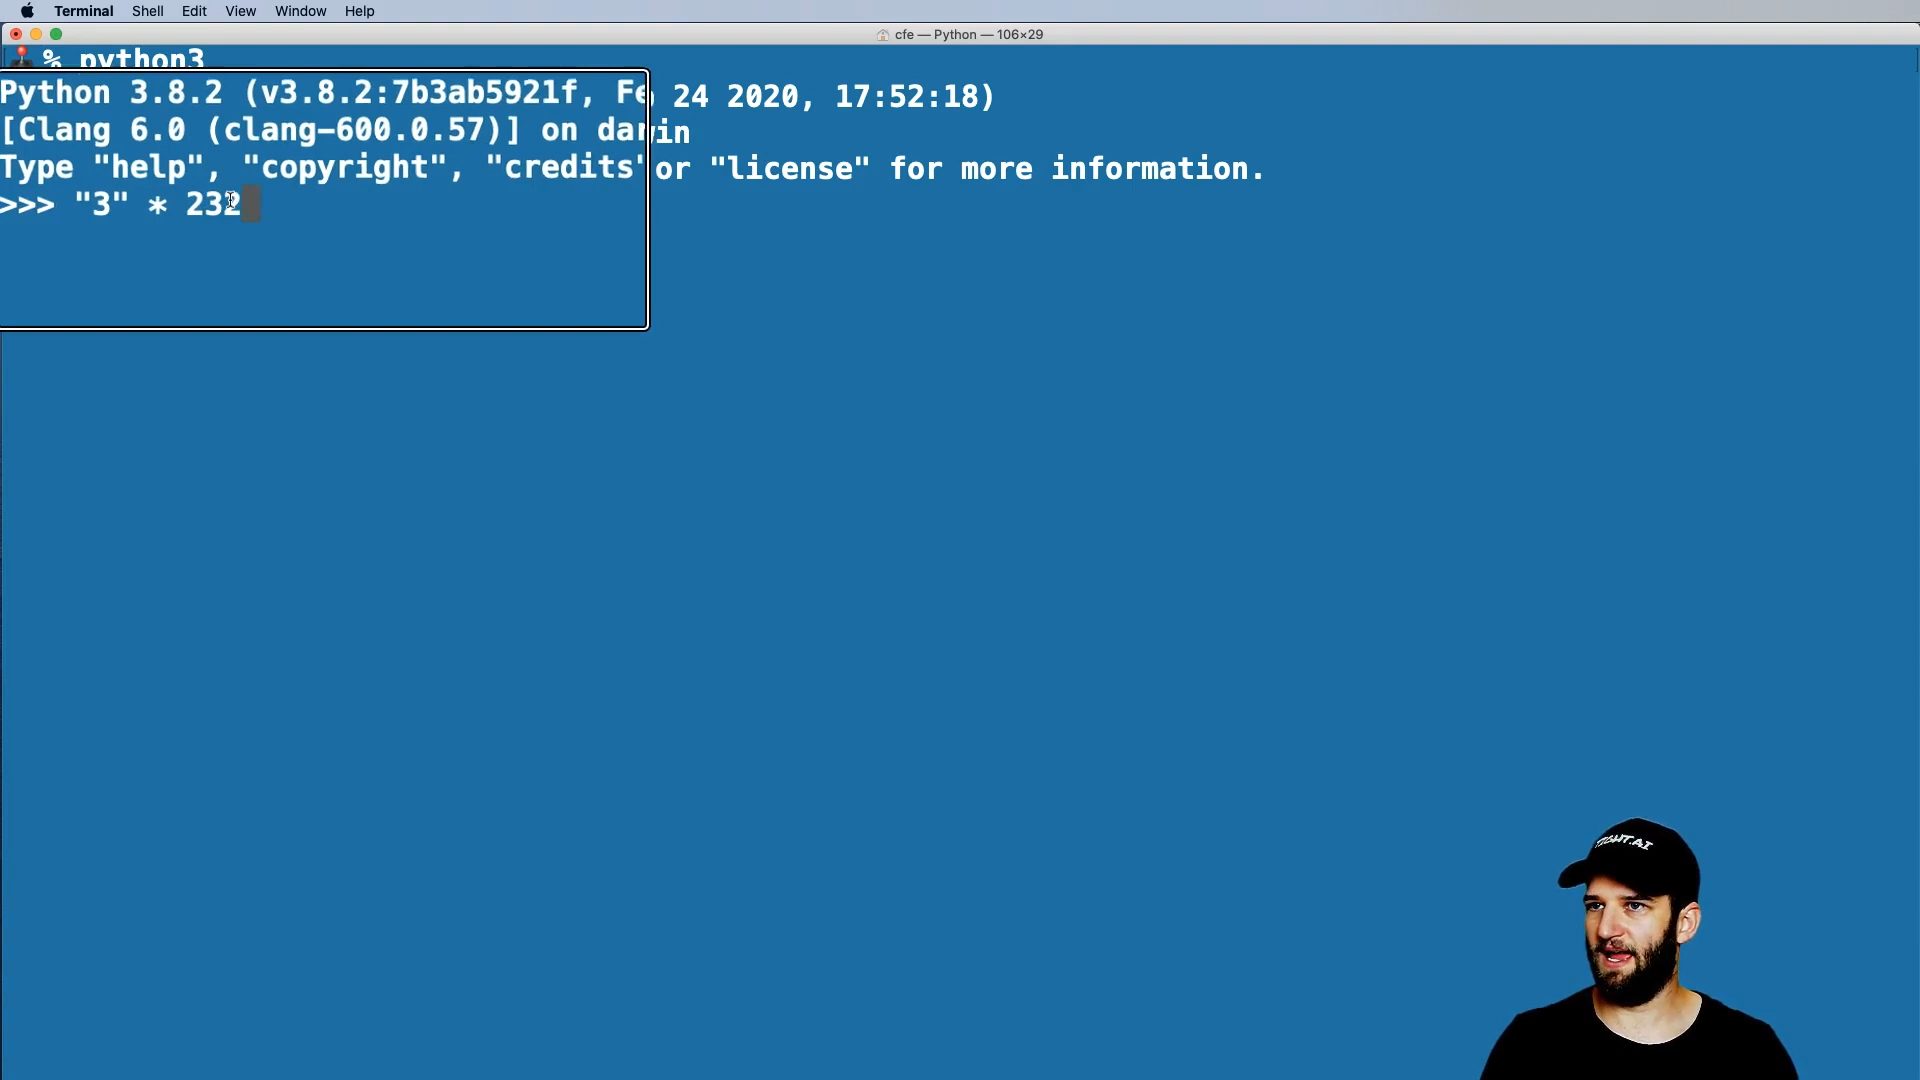 Terminal Shell Edit View Window Help
cfe — Python — 106×29
% python3
Python 3.8.2 (v3.8.2:7b3ab5921f, Feb 24 2020, 17:52:18)
[Clang 6.0 (clang-600.0.57)] on darwin
Type "help", "copyright", "credits" or "license" for more information.
>>> "3" * 232